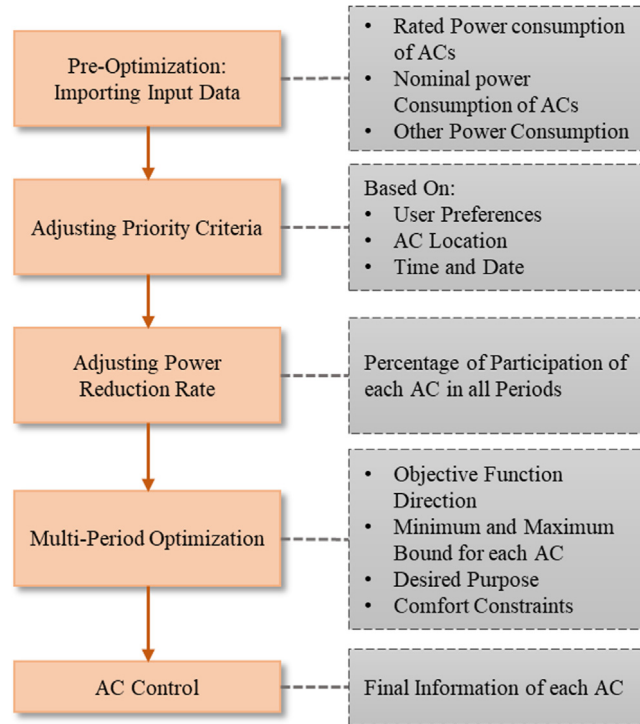 Pre-Optimization:
Importing Input Data
• Rated Power consumption
of ACs
• Nominal power
Consumption of ACs
• Other Power Consumption
Adjusting Priority Criteria
Based On:
• User Preferences
• AC Location
• Time and Date
Adjusting Power
Reduction Rate
Percentage of Participation of
each AC in all Periods
Multi-Period Optimization
• Objective Function
Direction
• Minimum and Maximum
Bound for each AC
• Desired Purpose
• Comfort Constraints
AC Control
Final Information of each AC